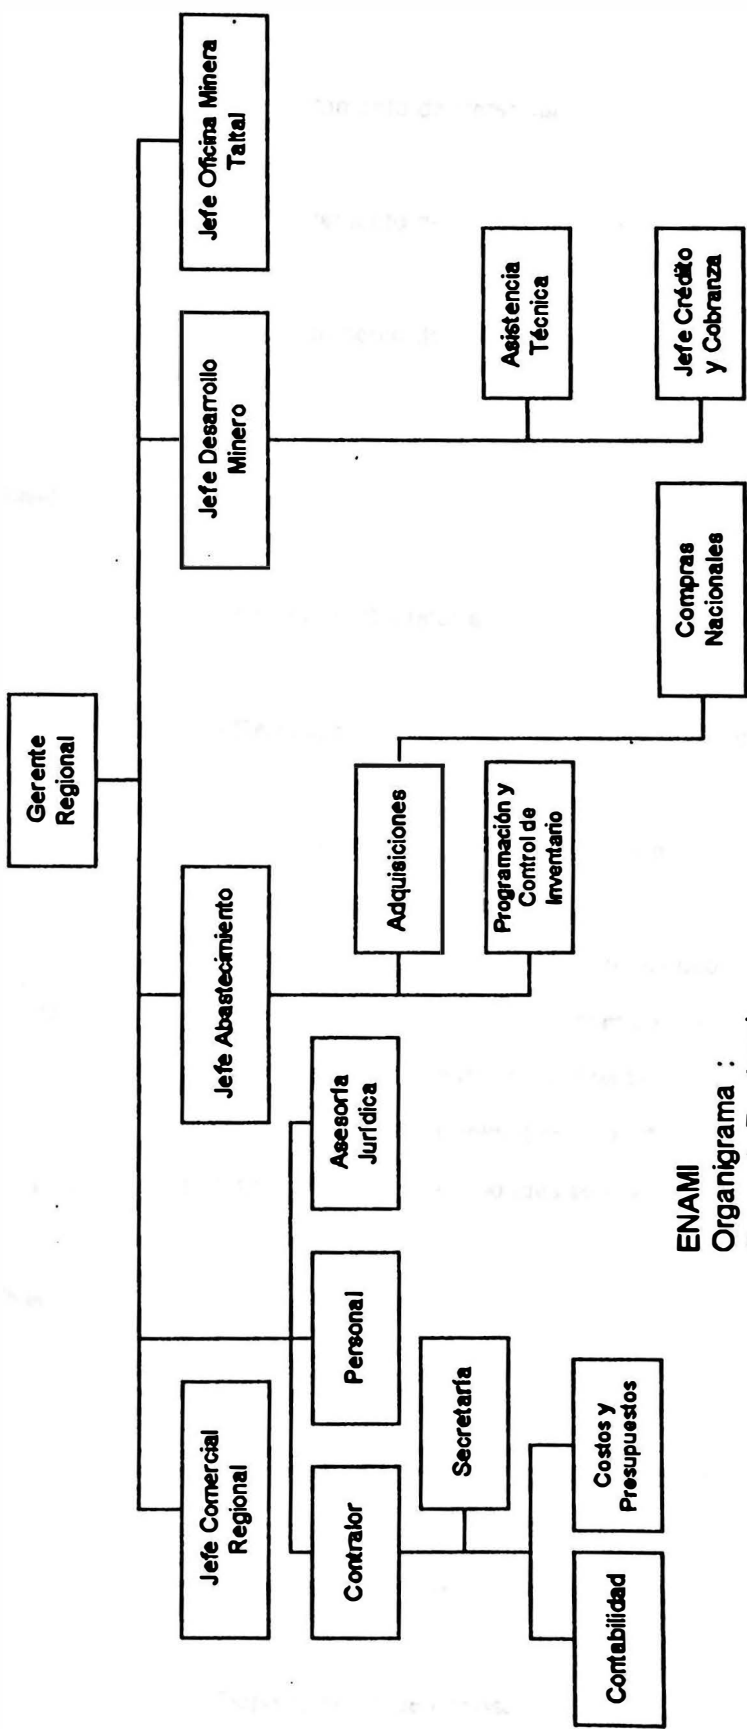 Gerente
Regional
Jefe Comercial
Regional
Jefe Abastecimiento
Jefe Desarrollo
Minero
Jefe Oficina Minera
Taltal
Contralor
Personal
Asesoría
Jurídica
Secretaría
Contabilidad
Costos y
Presupuestos
Adquisiciones
Programación y
Control de
Inventario
Compras
Nacionales
Asistencia
Técnica
Jefe Crédito
y Cobranza
ENAMI
Organigrama :